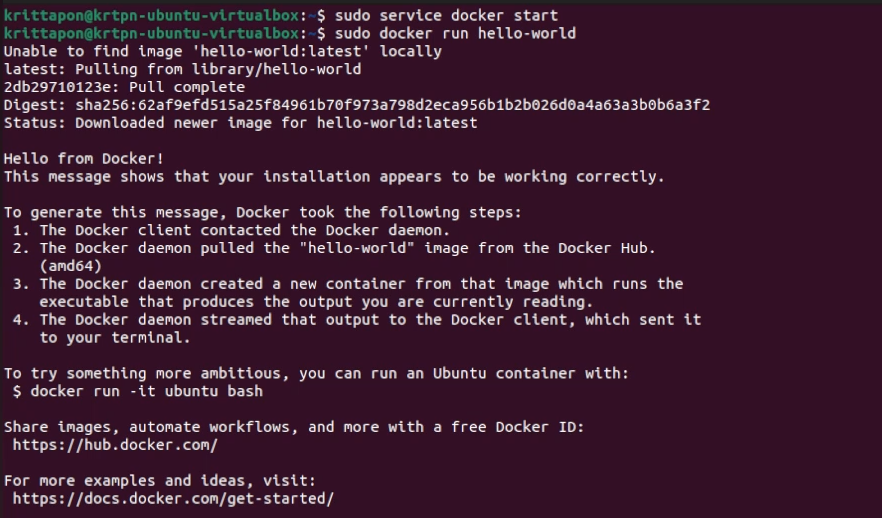 krittapon@krtpn-ubuntu-virtualbox:~$ sudo service docker start
krittapon@krtpn-ubuntu-virtualbox:~$ sudo docker run hello-world
Unable to find image 'hello-world:latest' locally
latest: Pulling from library/hello-world
2db29710123e: Pull complete
Digest: sha256:62af9efd515a25f84961b70f973a798d2eca956b1b2b026d0a4a63a3b0b6a3f2
Status: Downloaded newer image for hello-world:latest

Hello from Docker!
This message shows that your installation appears to be working correctly.

To generate this message, Docker took the following steps:
 1. The Docker client contacted the Docker daemon.
 2. The Docker daemon pulled the "hello-world" image from the Docker Hub.
    (amd64)
 3. The Docker daemon created a new container from that image which runs the
    executable that produces the output you are currently reading.
 4. The Docker daemon streamed that output to the Docker client, which sent it
    to your terminal.

To try something more ambitious, you can run an Ubuntu container with:
 $ docker run -it ubuntu bash

Share images, automate workflows, and more with a free Docker ID:
 https://hub.docker.com/

For more examples and ideas, visit:
 https://docs.docker.com/get-started/